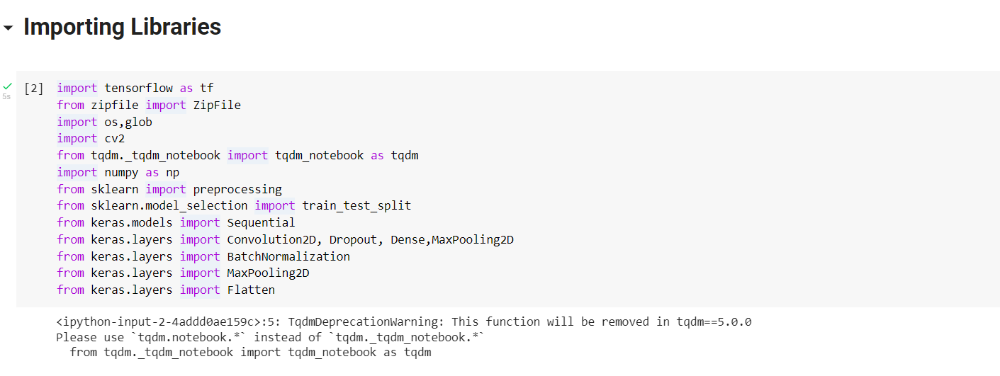 Importing Libraries
[2] import tensorflow as tf
5s
from zipfile import ZipFile
import os,glob
import cv2
from tqdm._tqdm_notebook import tqdm_notebook as tqdm
import numpy as np
from sklearn import preprocessing
from sklearn.model_selection import train_test_split
from keras.models import Sequential
from keras.layers import Convolution2D, Dropout, Dense,MaxPooling2D
from keras.layers import BatchNormalization
from keras.layers import MaxPooling2D
from keras.layers import Flatten
<ipython-input-2-4addd0ae159c>:5: TqdmDeprecationWarning: This function will be removed in tqdm==5.0.0
Please use `tqdm.notebook.*` instead of `tqdm._tqdm_notebook.*`
from tqdm._tqdm_notebook import tqdm_notebook as tqdm